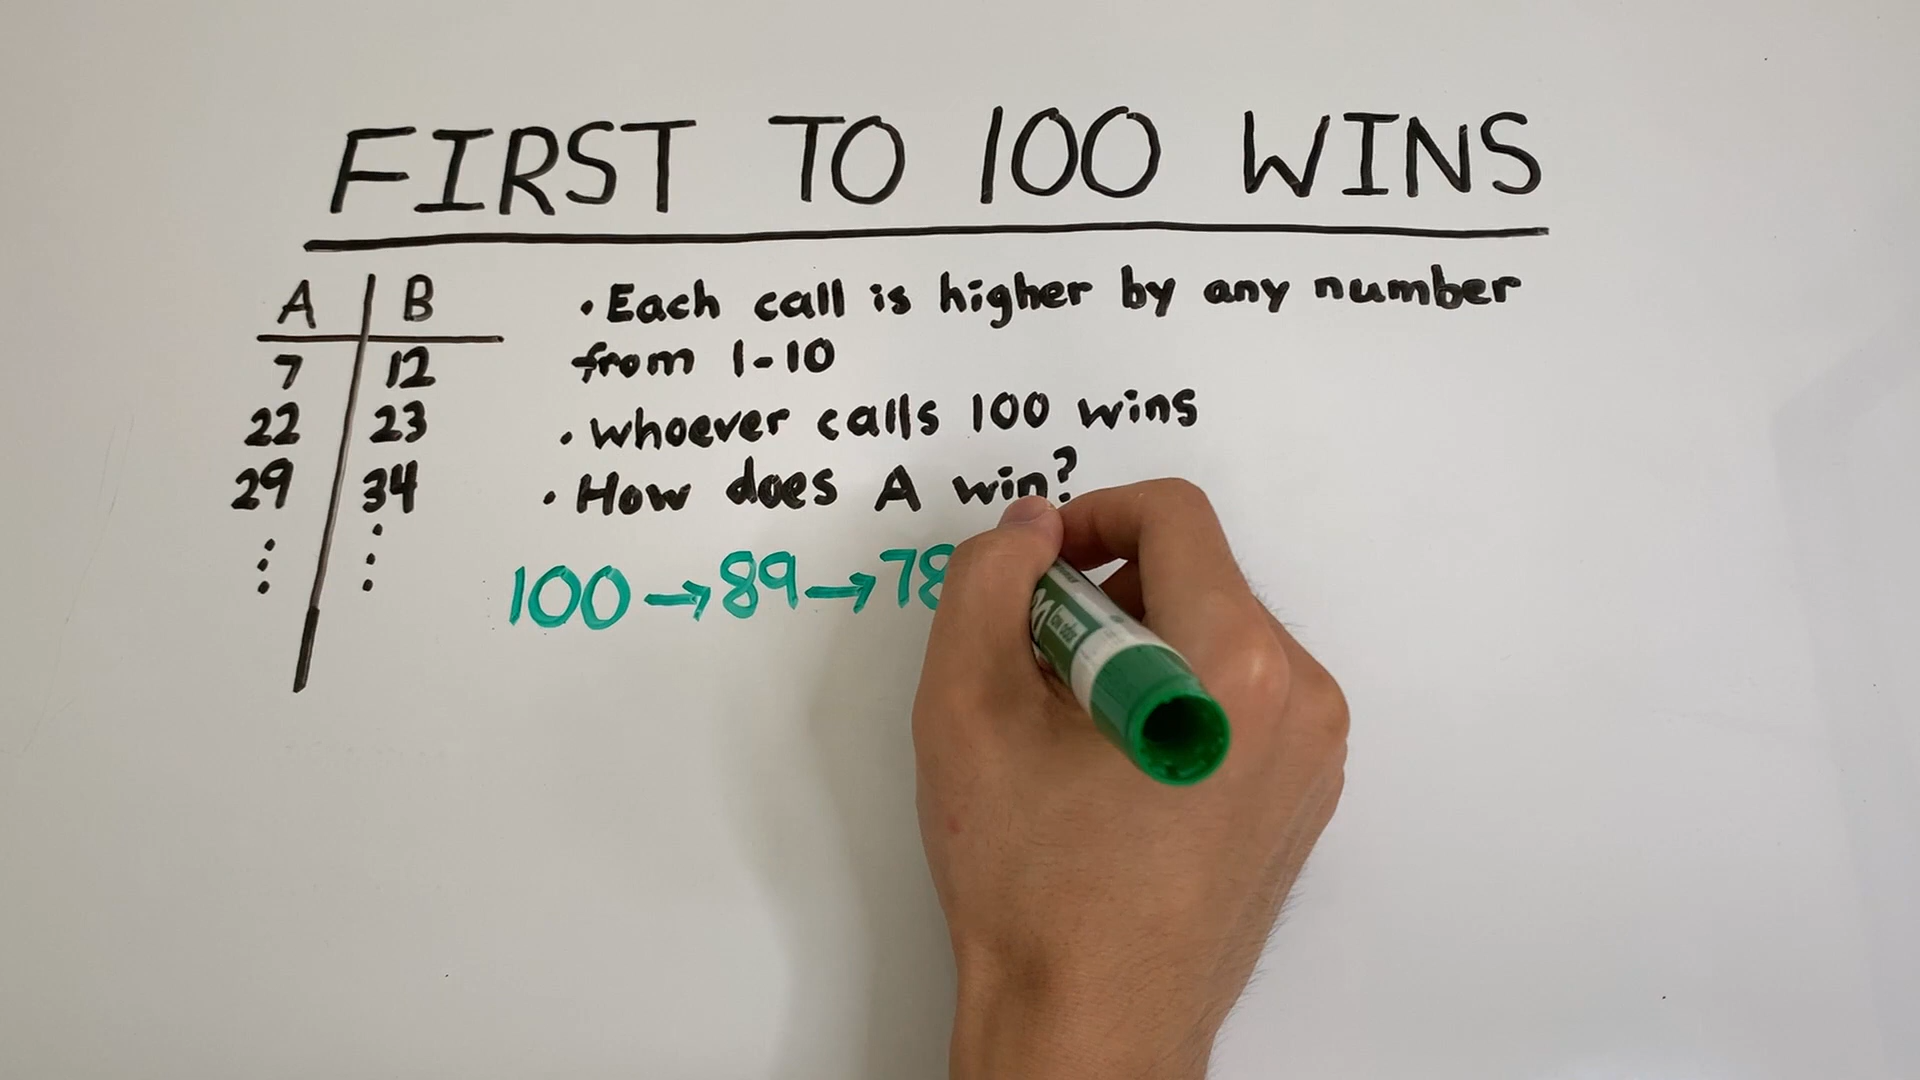 FIRST TO 100 WINS
A B
7 12
22 23
29 34
• Each call is higher by any number
from 1-10
• whoever calls 100 wins
• How does A win?
100 → 89 → 78